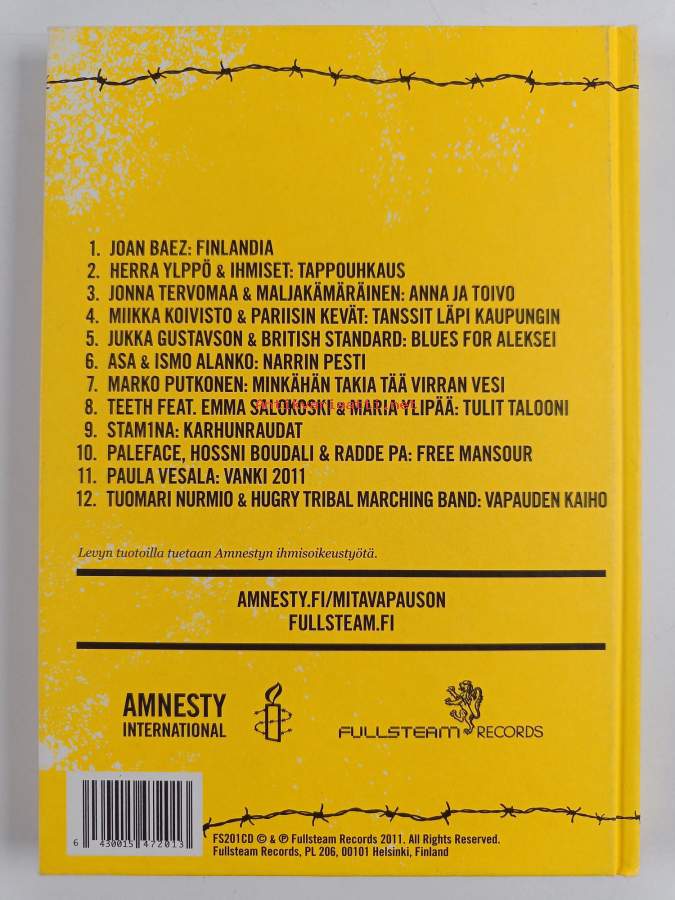 1. JOAN BAEZ: FINLANDIA
2. HERRA YLPPÖ & IHMISET: TAPPOUHKAUS
3. JONNA TERVOMAA & MALJAKÄMÄRÄINEN: ANNA JA TOIVO
4. MIIKKA KOIVISTO & PARIISIN KEVÄT: TANSSIT LÄPI KAUPUNGIN
5. JUKKA GUSTAVSON & BRITISH STANDARD: BLUES FOR ALEKSEI
6. ASA & ISMO ALANKO: NARRIN PESTI
7. MARKO PUTKONEN: MINKÄHÄN TAKIA TÄÄ VIRRAN VESI
8. TEETH FEAT. EMMA SALOKOSKI & MARIA YLIPÄÄ: TULIT TALOONI
9. STAM1NA: KARHUNRAUDAT
10. PALEFACE, HOSSNI BOUDALI & RADDE PA: FREE MANSOUR
11. PAULA VESALA: VANKI 2011
12. TUOMARI NURMIO & HUGRY TRIBAL MARCHING BAND: VAPAUDEN KAIHO
Levyn tuotoilla tuetaan Amnestyn ihmisoikeustyötä.
AMNESTY.FI/MITAVAPAUSON
FULLSTEAM.FI
AMNESTY
INTERNATIONAL
FULLSTEAM RECORDS
6 430015 472013
FS201CD © & ℗ Fullsteam Records 2011. All Rights Reserved.
Fullsteam Records, PL 206, 00101 Helsinki, Finland